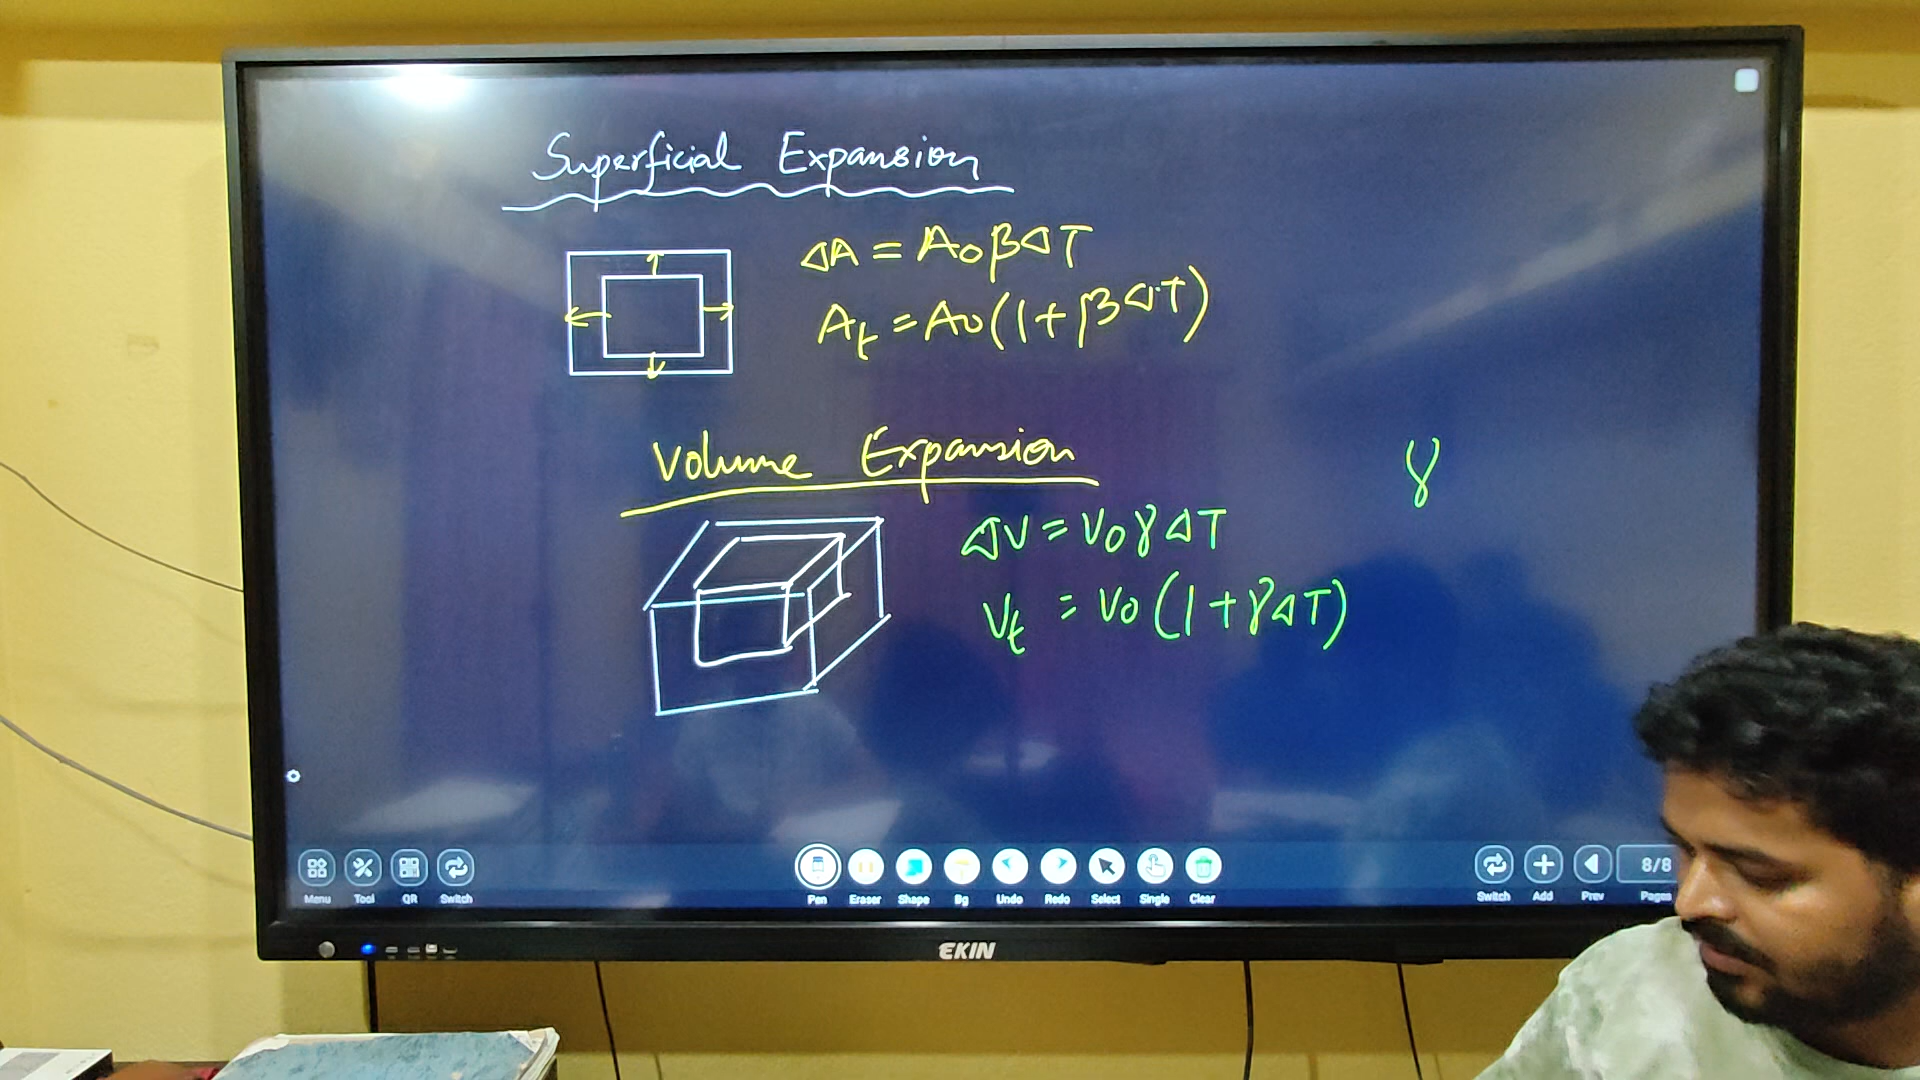 Superficial Expansion
ΔA = A₀βΔT
Aₜ = A₀(1+βΔT)
Volume Expansion
γ
ΔV = V₀γΔT
Vₜ = V₀(1+γΔT)
Menu Tool QR Switch Pen Eraser Shape Bg Undo Redo Select Single Clear Switch Add Prev 8/8 Pages
EKIN